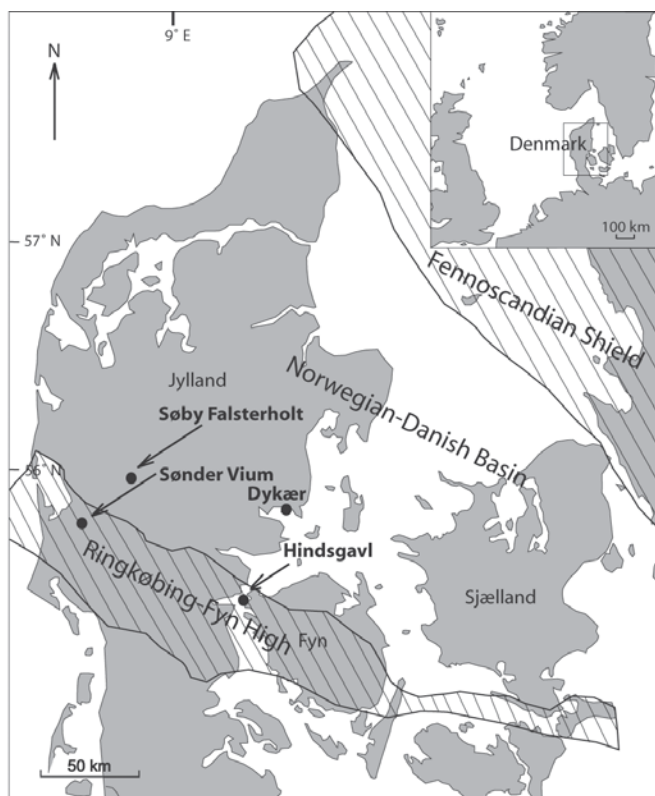 9° E
N
Denmark
100 km
57° N
Fennoscandian Shield
Norwegian-Danish Basin
Jylland
Søby Falsterholt
56° N
Sønder Vium
Dykær
Hindsgavl
Ringkøbing-Fyn High
Sjælland
Fyn
50 km